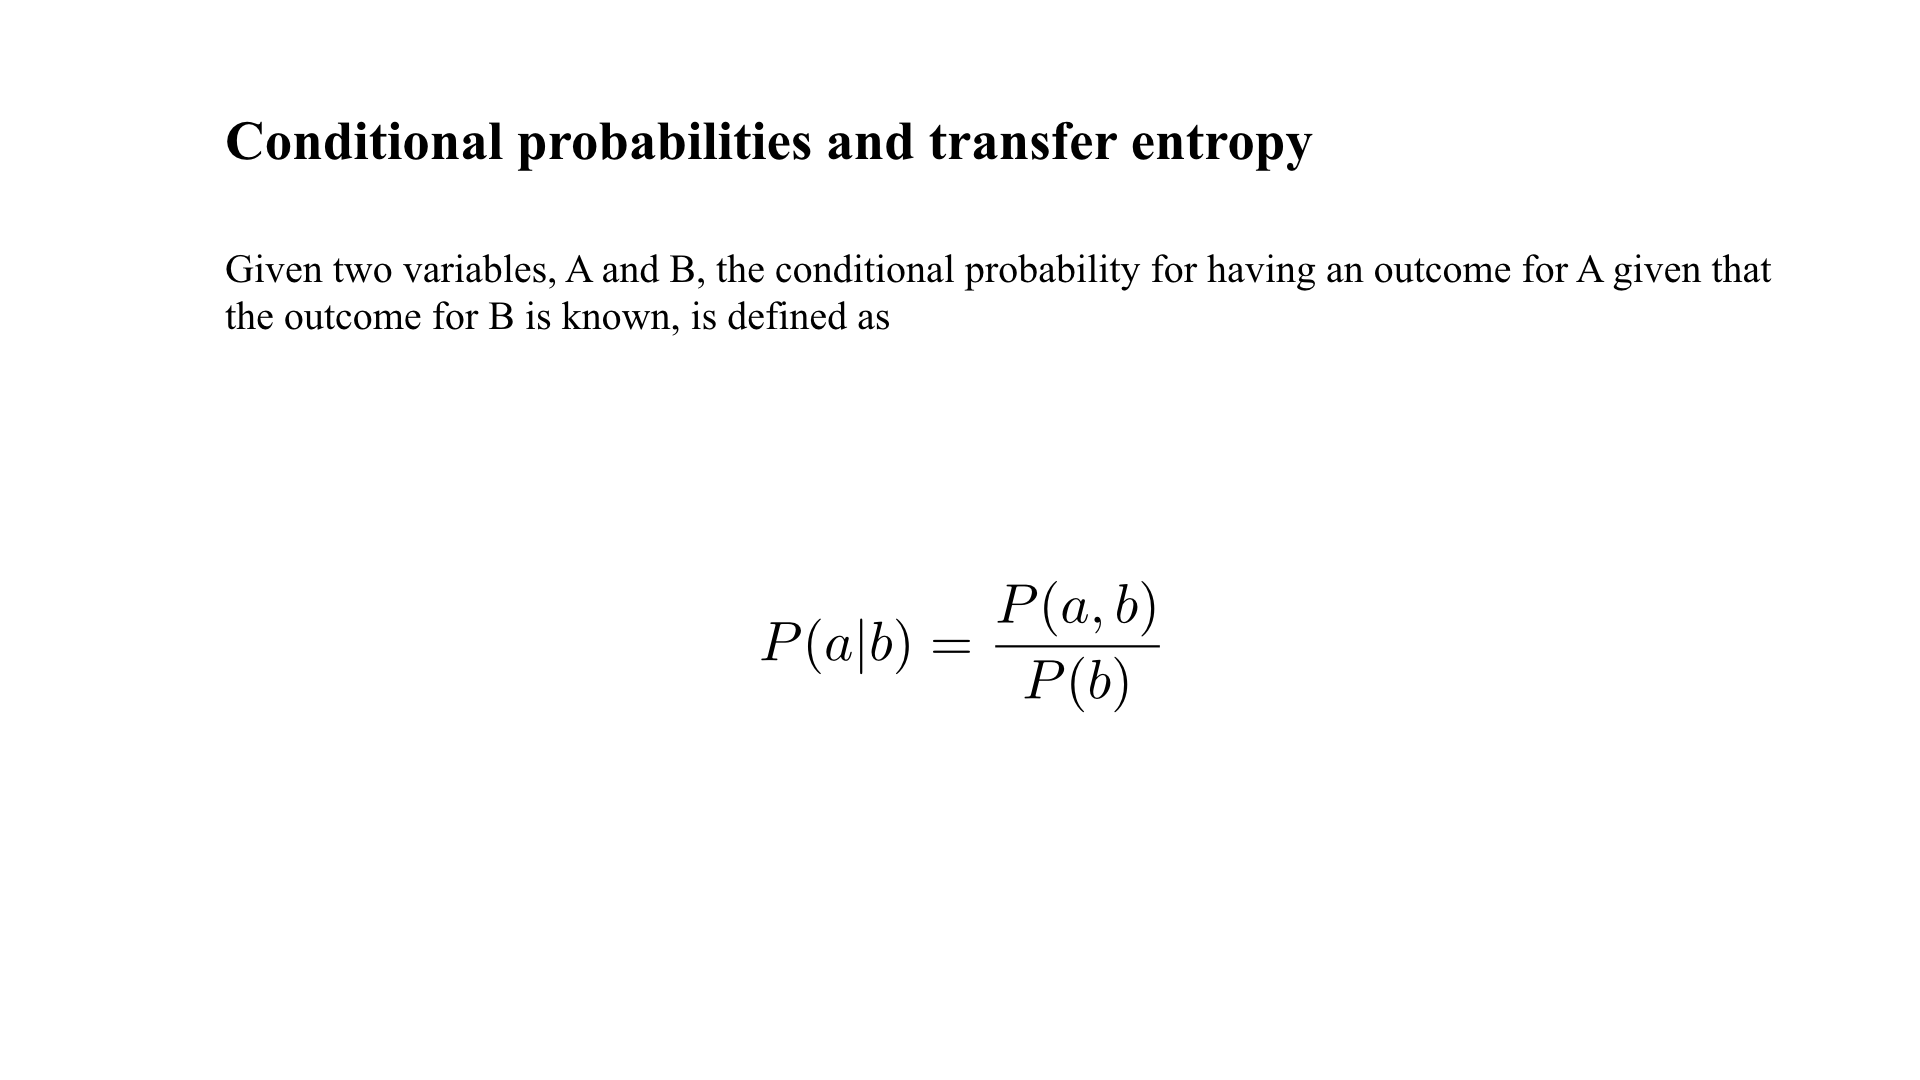 Conditional probabilities and transfer entropy
Given two variables, A and B, the conditional probability for having an outcome for A given that
the outcome for B is known, is defined as
P(a|b) = P(a, b) / P(b)